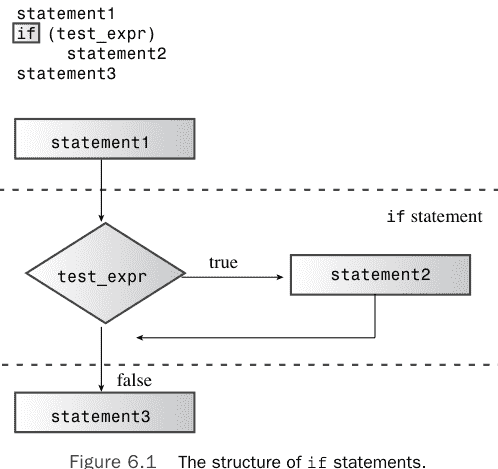 statement1
if (test_expr)
    statement2
statement3
statement1
if statement
true
test_expr
statement2
false
statement3
Figure 6.1 The structure of if statements.